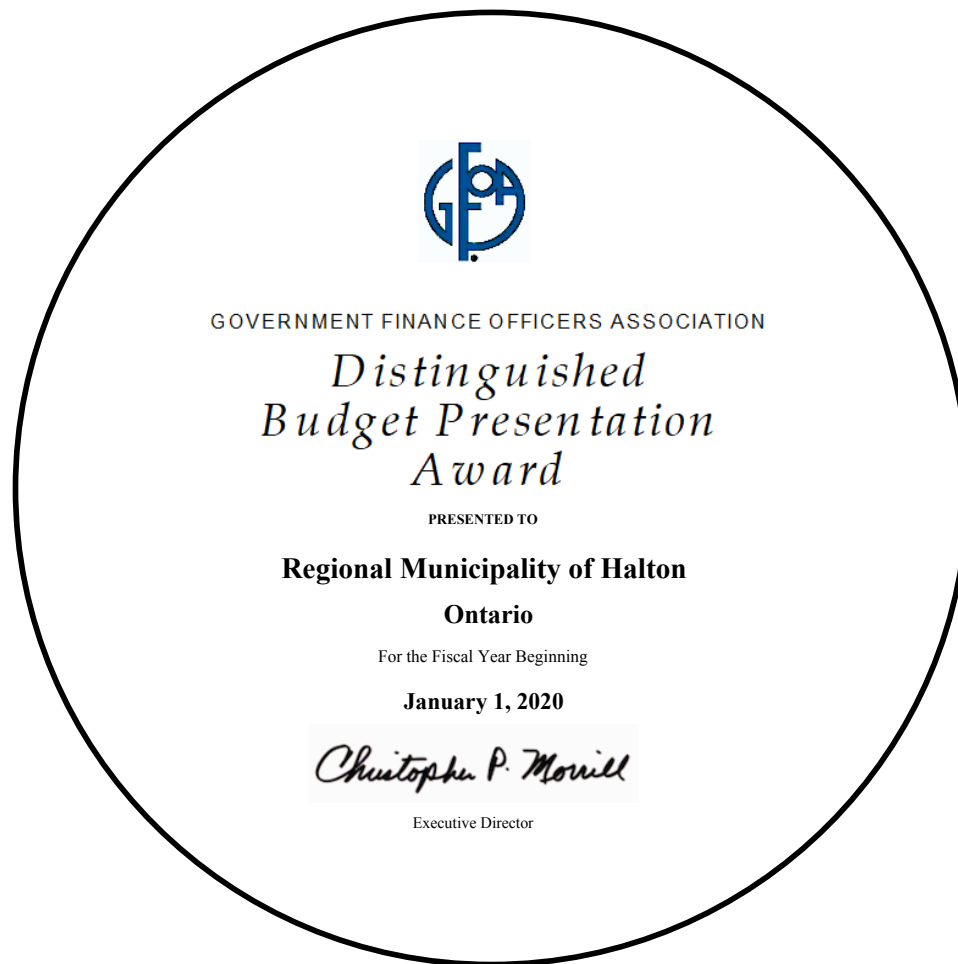 GFOA
GOVERNMENT FINANCE OFFICERS ASSOCIATION
Distinguished
Budget Presentation
Award
PRESENTED TO
Regional Municipality of Halton
Ontario
For the Fiscal Year Beginning
January 1, 2020
Christopher P. Morrill
Executive Director